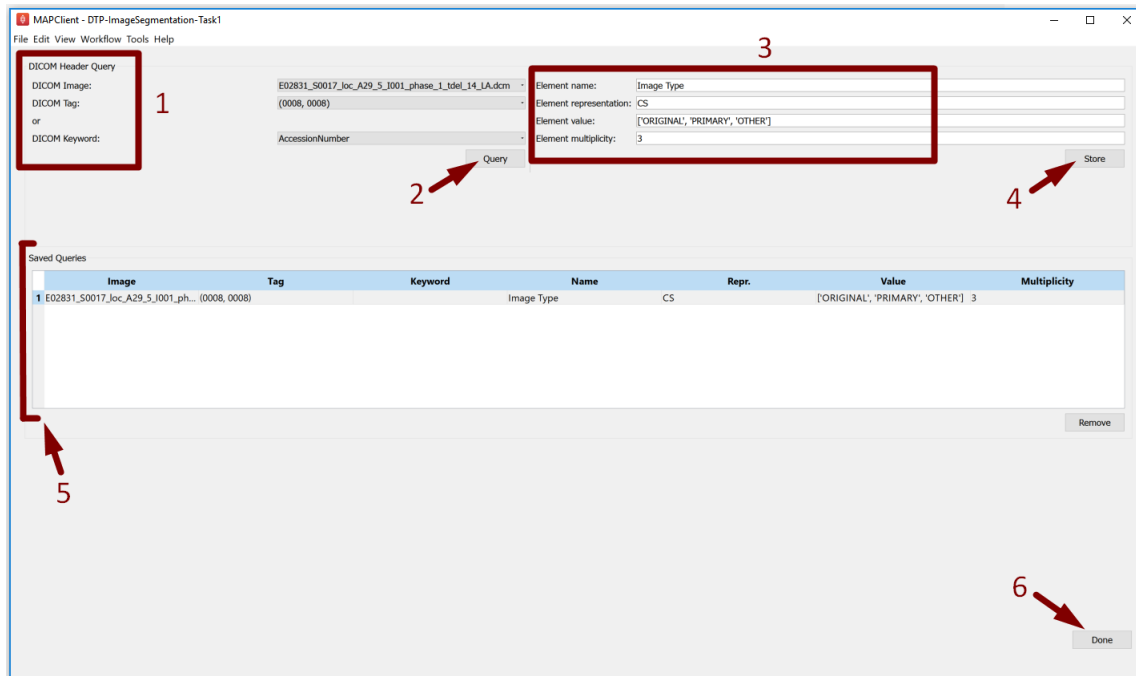 MAPClient - DTP-ImageSegmentation-Task1
File Edit View Workflow Tools Help
3
DICOM Header Query
DICOM Image: E02831_S0017_loc_A29_5_I001_phase_1_tdel_14_LA.dcm Element name: Image Type
DICOM Tag: (0008, 0008) Element representation: CS
1
or Element value: ['ORIGINAL', 'PRIMARY', 'OTHER']
DICOM Keyword: AccessionNumber Element multiplicity: 3
Query Store
2 4
Saved Queries
Image Tag Keyword Name Repr. Value Multiplicity
1 E02831_S0017_loc_A29_5_I001_ph... (0008, 0008) Image Type CS ['ORIGINAL', 'PRIMARY', 'OTHER'] 3
Remove
5
6
Done